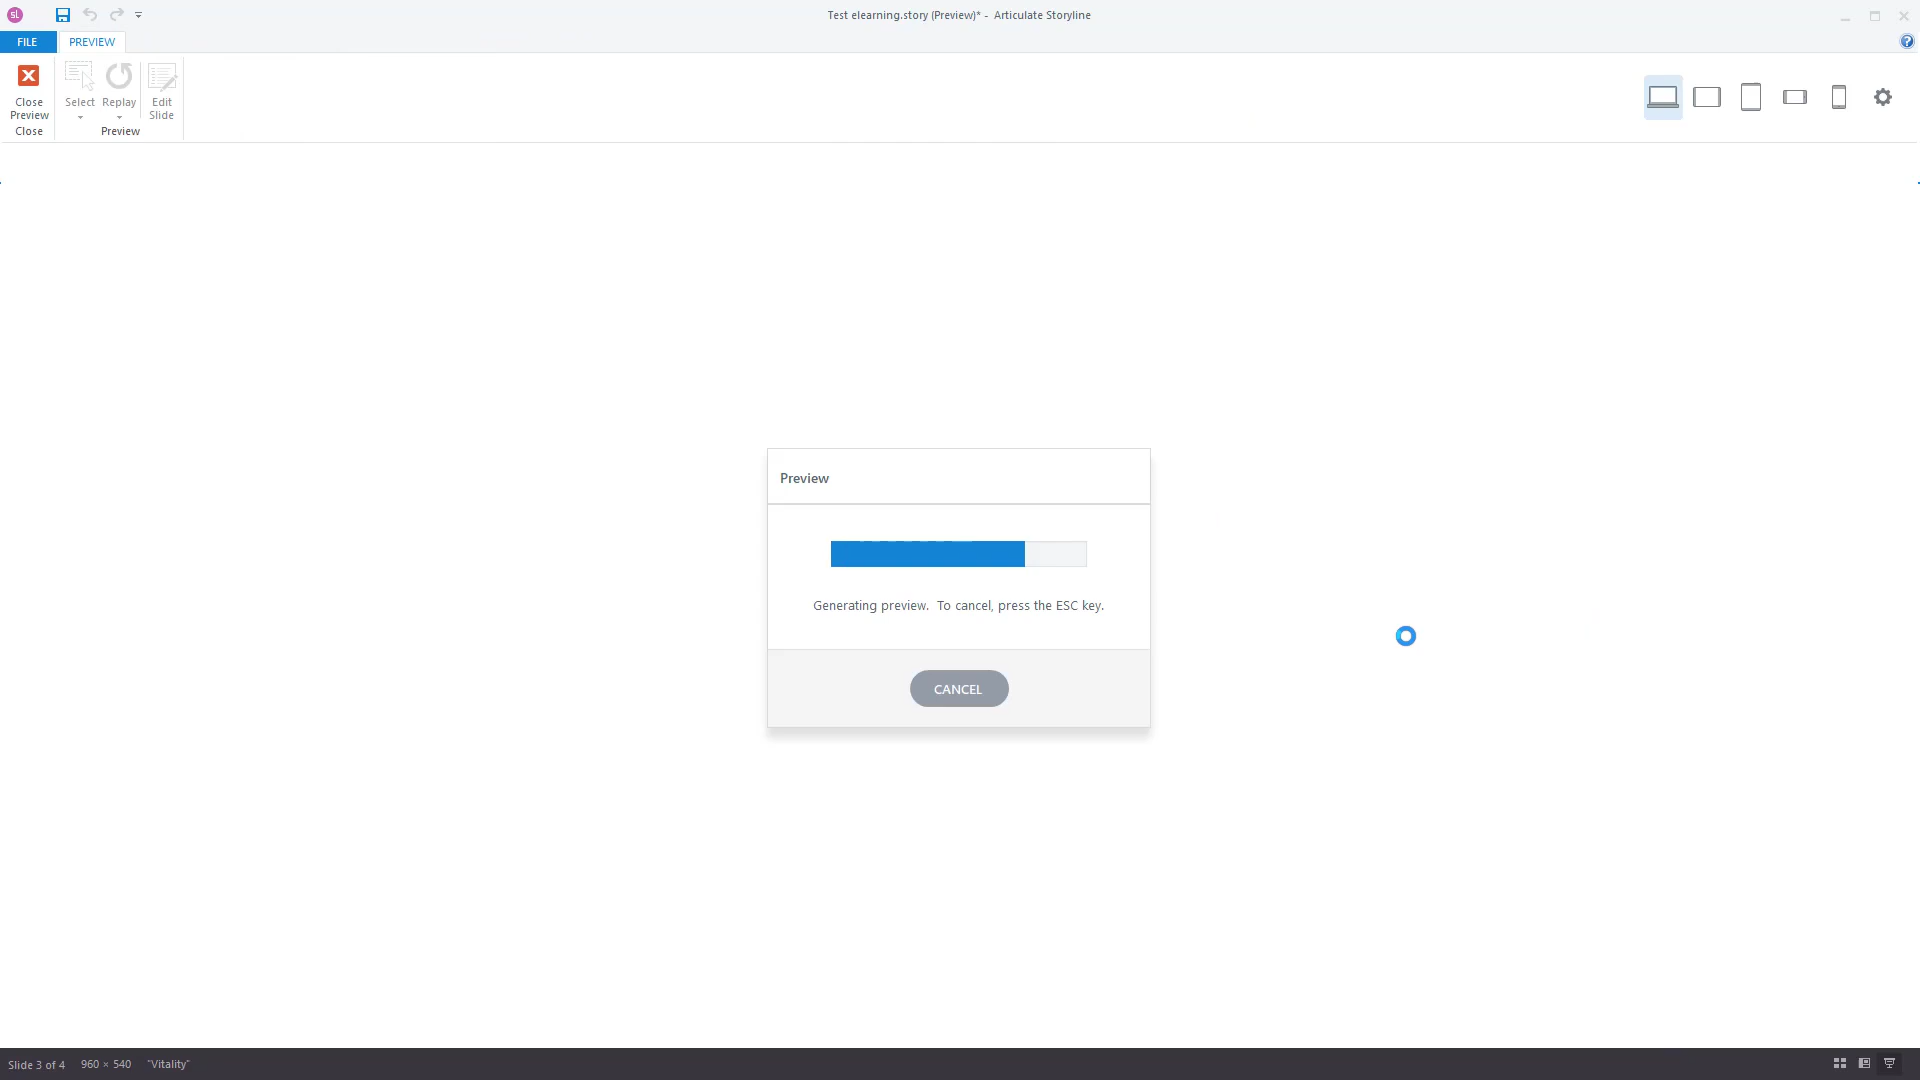 sl
Test elearning.story (Preview)* - Articulate Storyline
FILE
PREVIEW
?
Close Preview
Select
Replay
Edit Slide
Close
Preview
Preview
Generating preview.  To cancel, press the ESC key.
CANCEL
Slide 3 of 4
960 × 540
"Vitality"